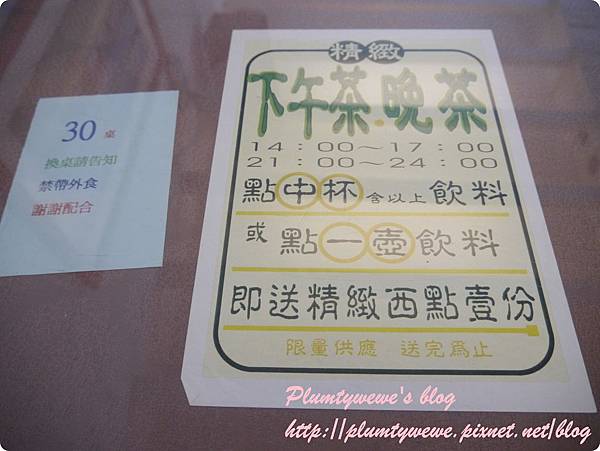 30 桌
換桌請告知
禁帶外食
謝謝配合
精緻
下午茶.晚茶
14：00～17：00
21：00～24：00
點中杯含以上飲料
或 點一壺飲料
即送精緻西點壹份
限量供應 送完為止
Plumtywewe's blog
http://plumtywewe.pixnet.net/blog